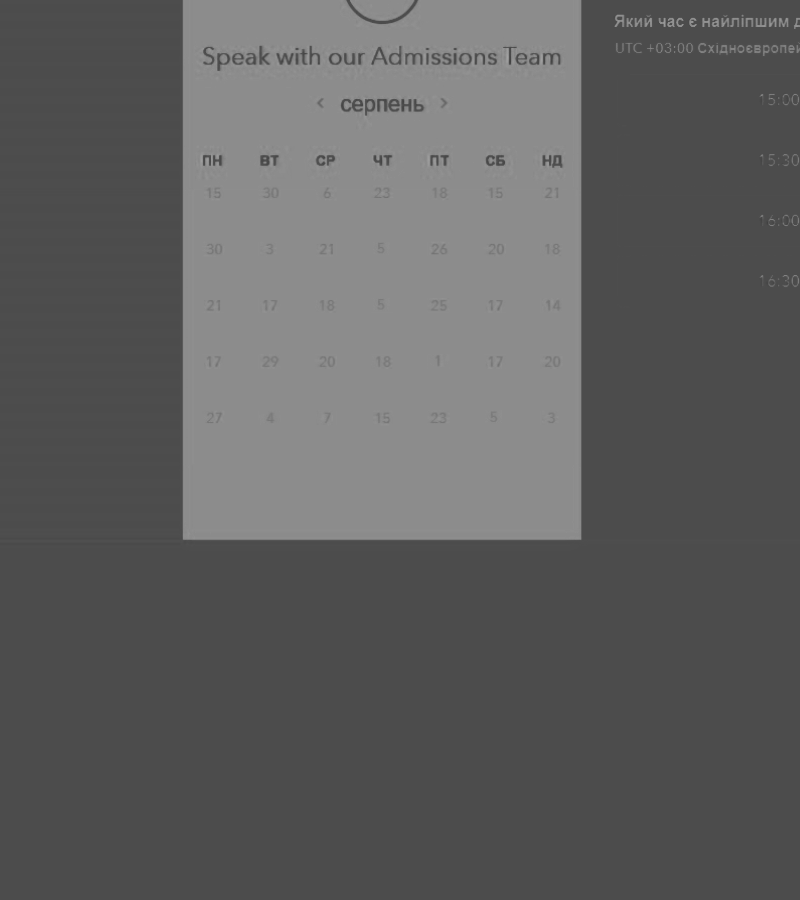 Speak with our Admissions Team
‹ серпень ›
ПН ВТ СР ЧТ ПТ СБ НД
15 30 6 23 18 15 21
30 3 21 5 26 20 18
21 17 18 5 25 17 14
17 29 20 18 1 17 20
27 4 7 15 23 5 3
Який час є найліпшим
UTC +03:00
15:00
15:30
16:00
16:30